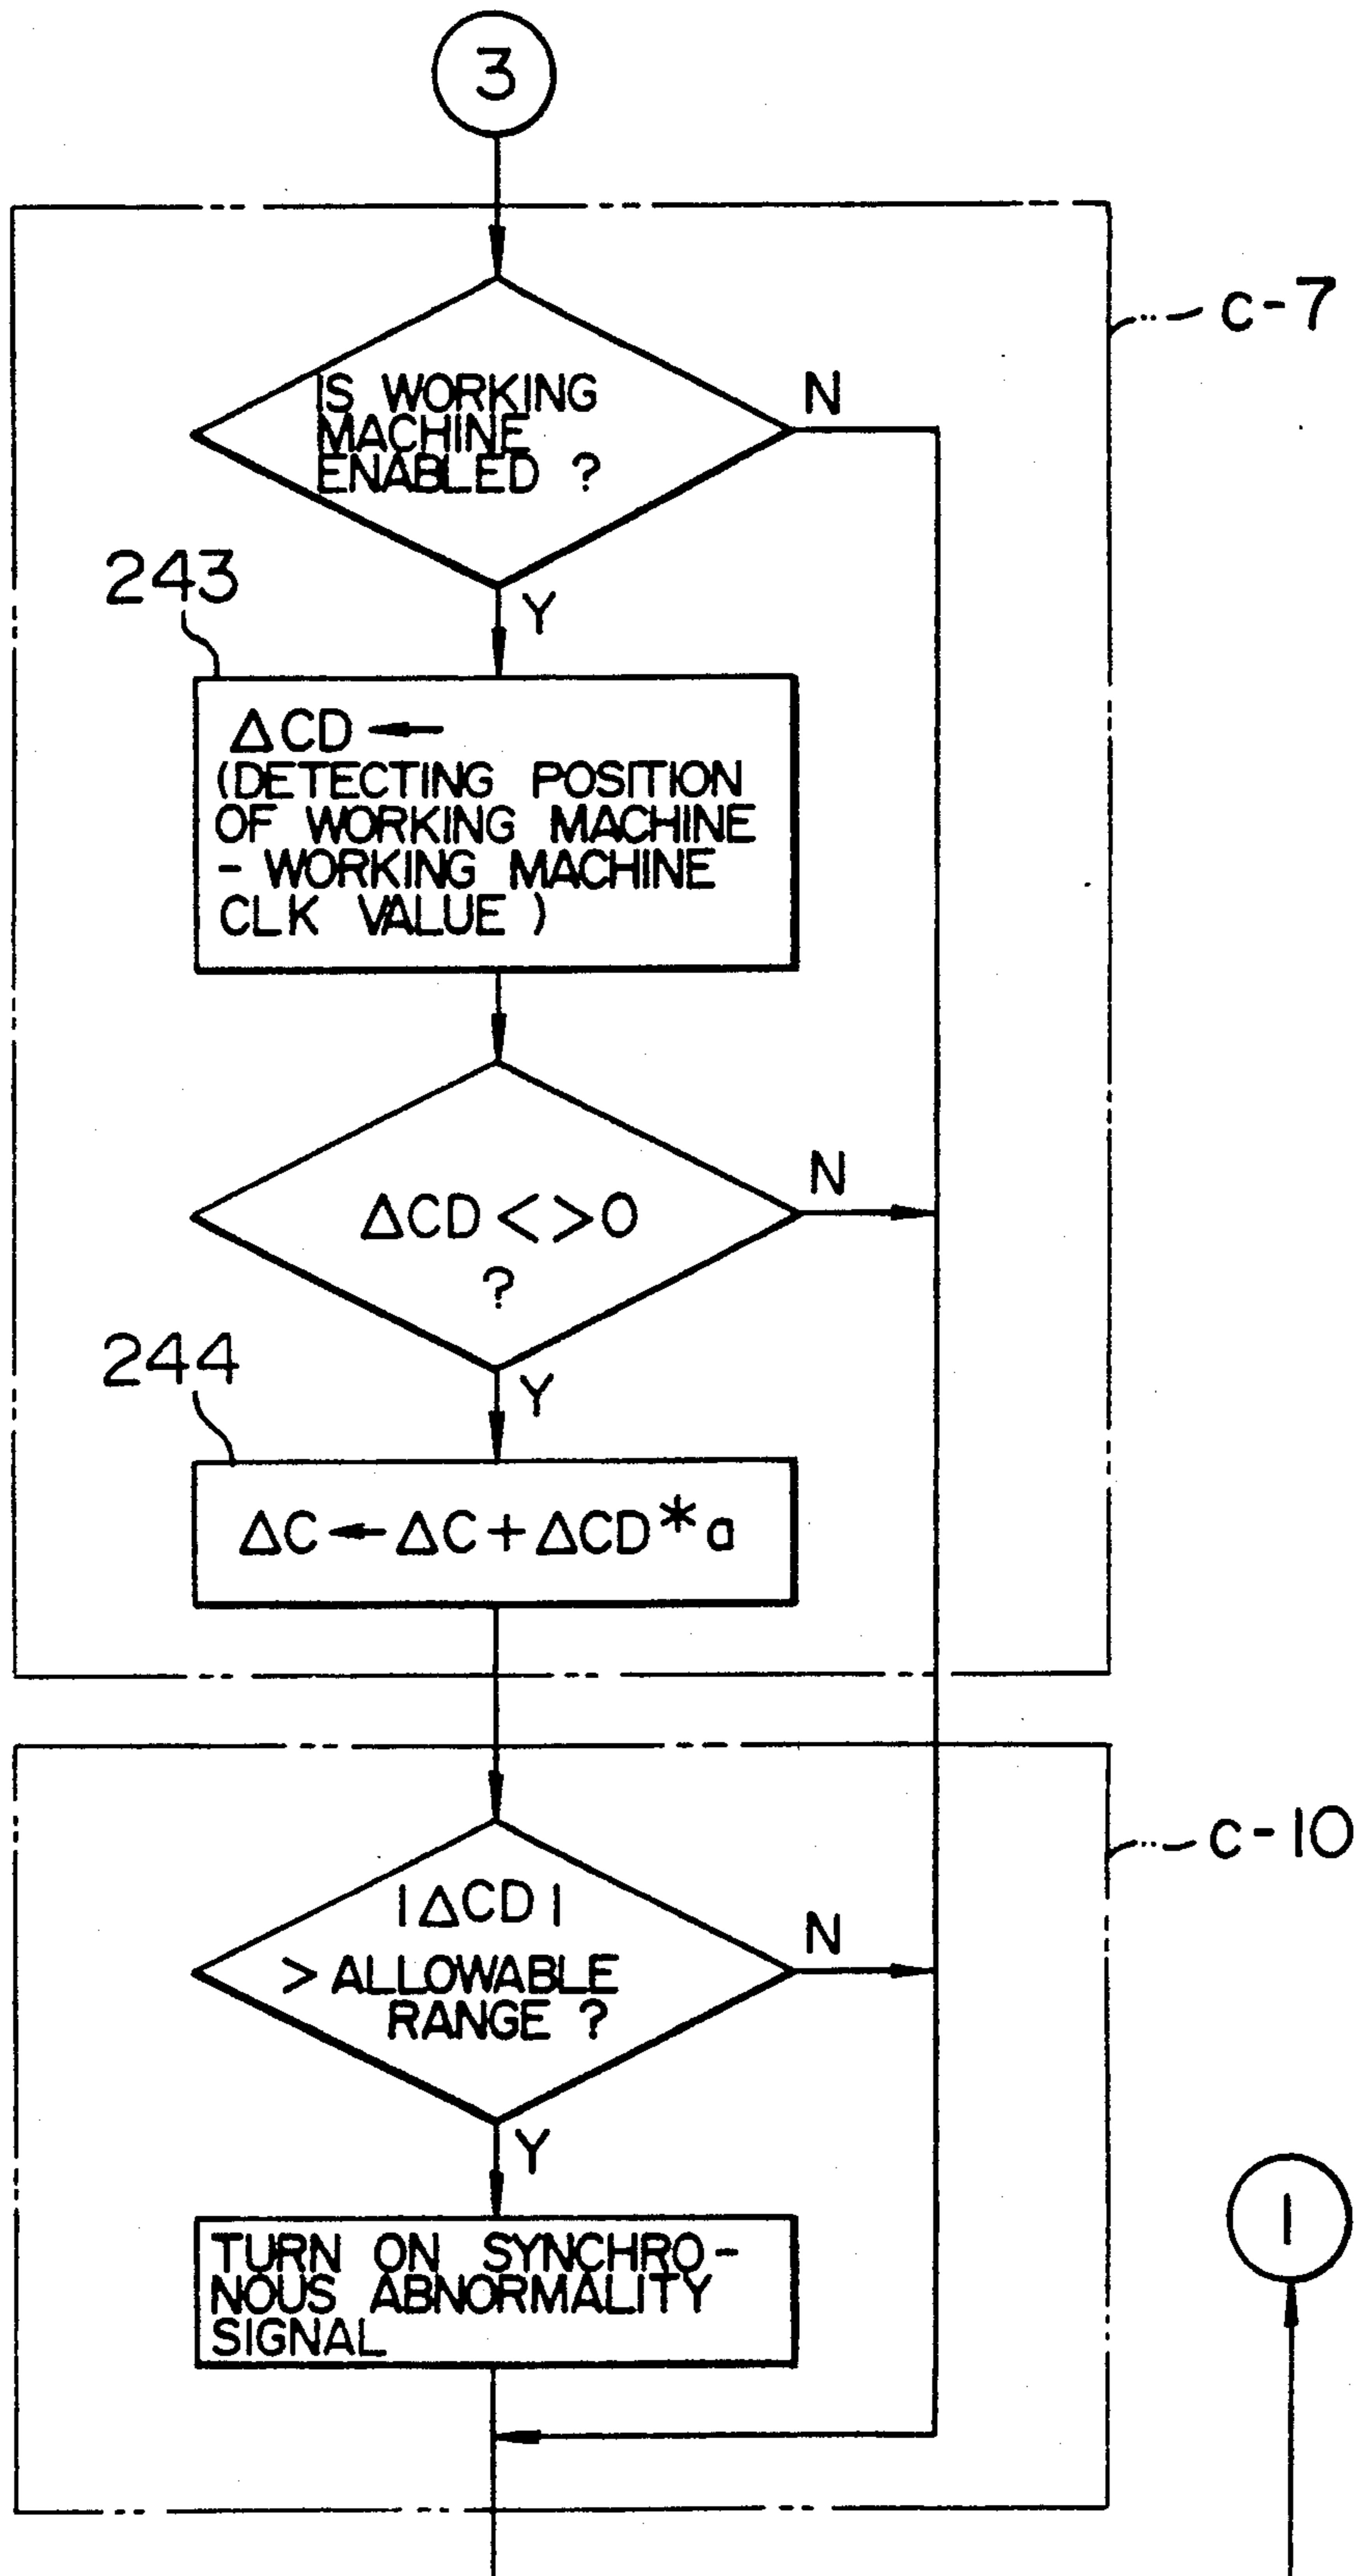 3
c-7
IS WORKING
MACHINE
ENABLED ?
N
Y
243
ΔCD ←
(DETECTING POSITION
OF WORKING MACHINE
- WORKING MACHINE
CLK VALUE )
ΔCD < > 0
?
N
Y
244
ΔC ← ΔC + ΔCD * a
c-10
| ΔCD |
> ALLOWABLE
RANGE ?
N
Y
TURN ON SYNCHRO-
NOUS ABNORMALITY
SIGNAL
1